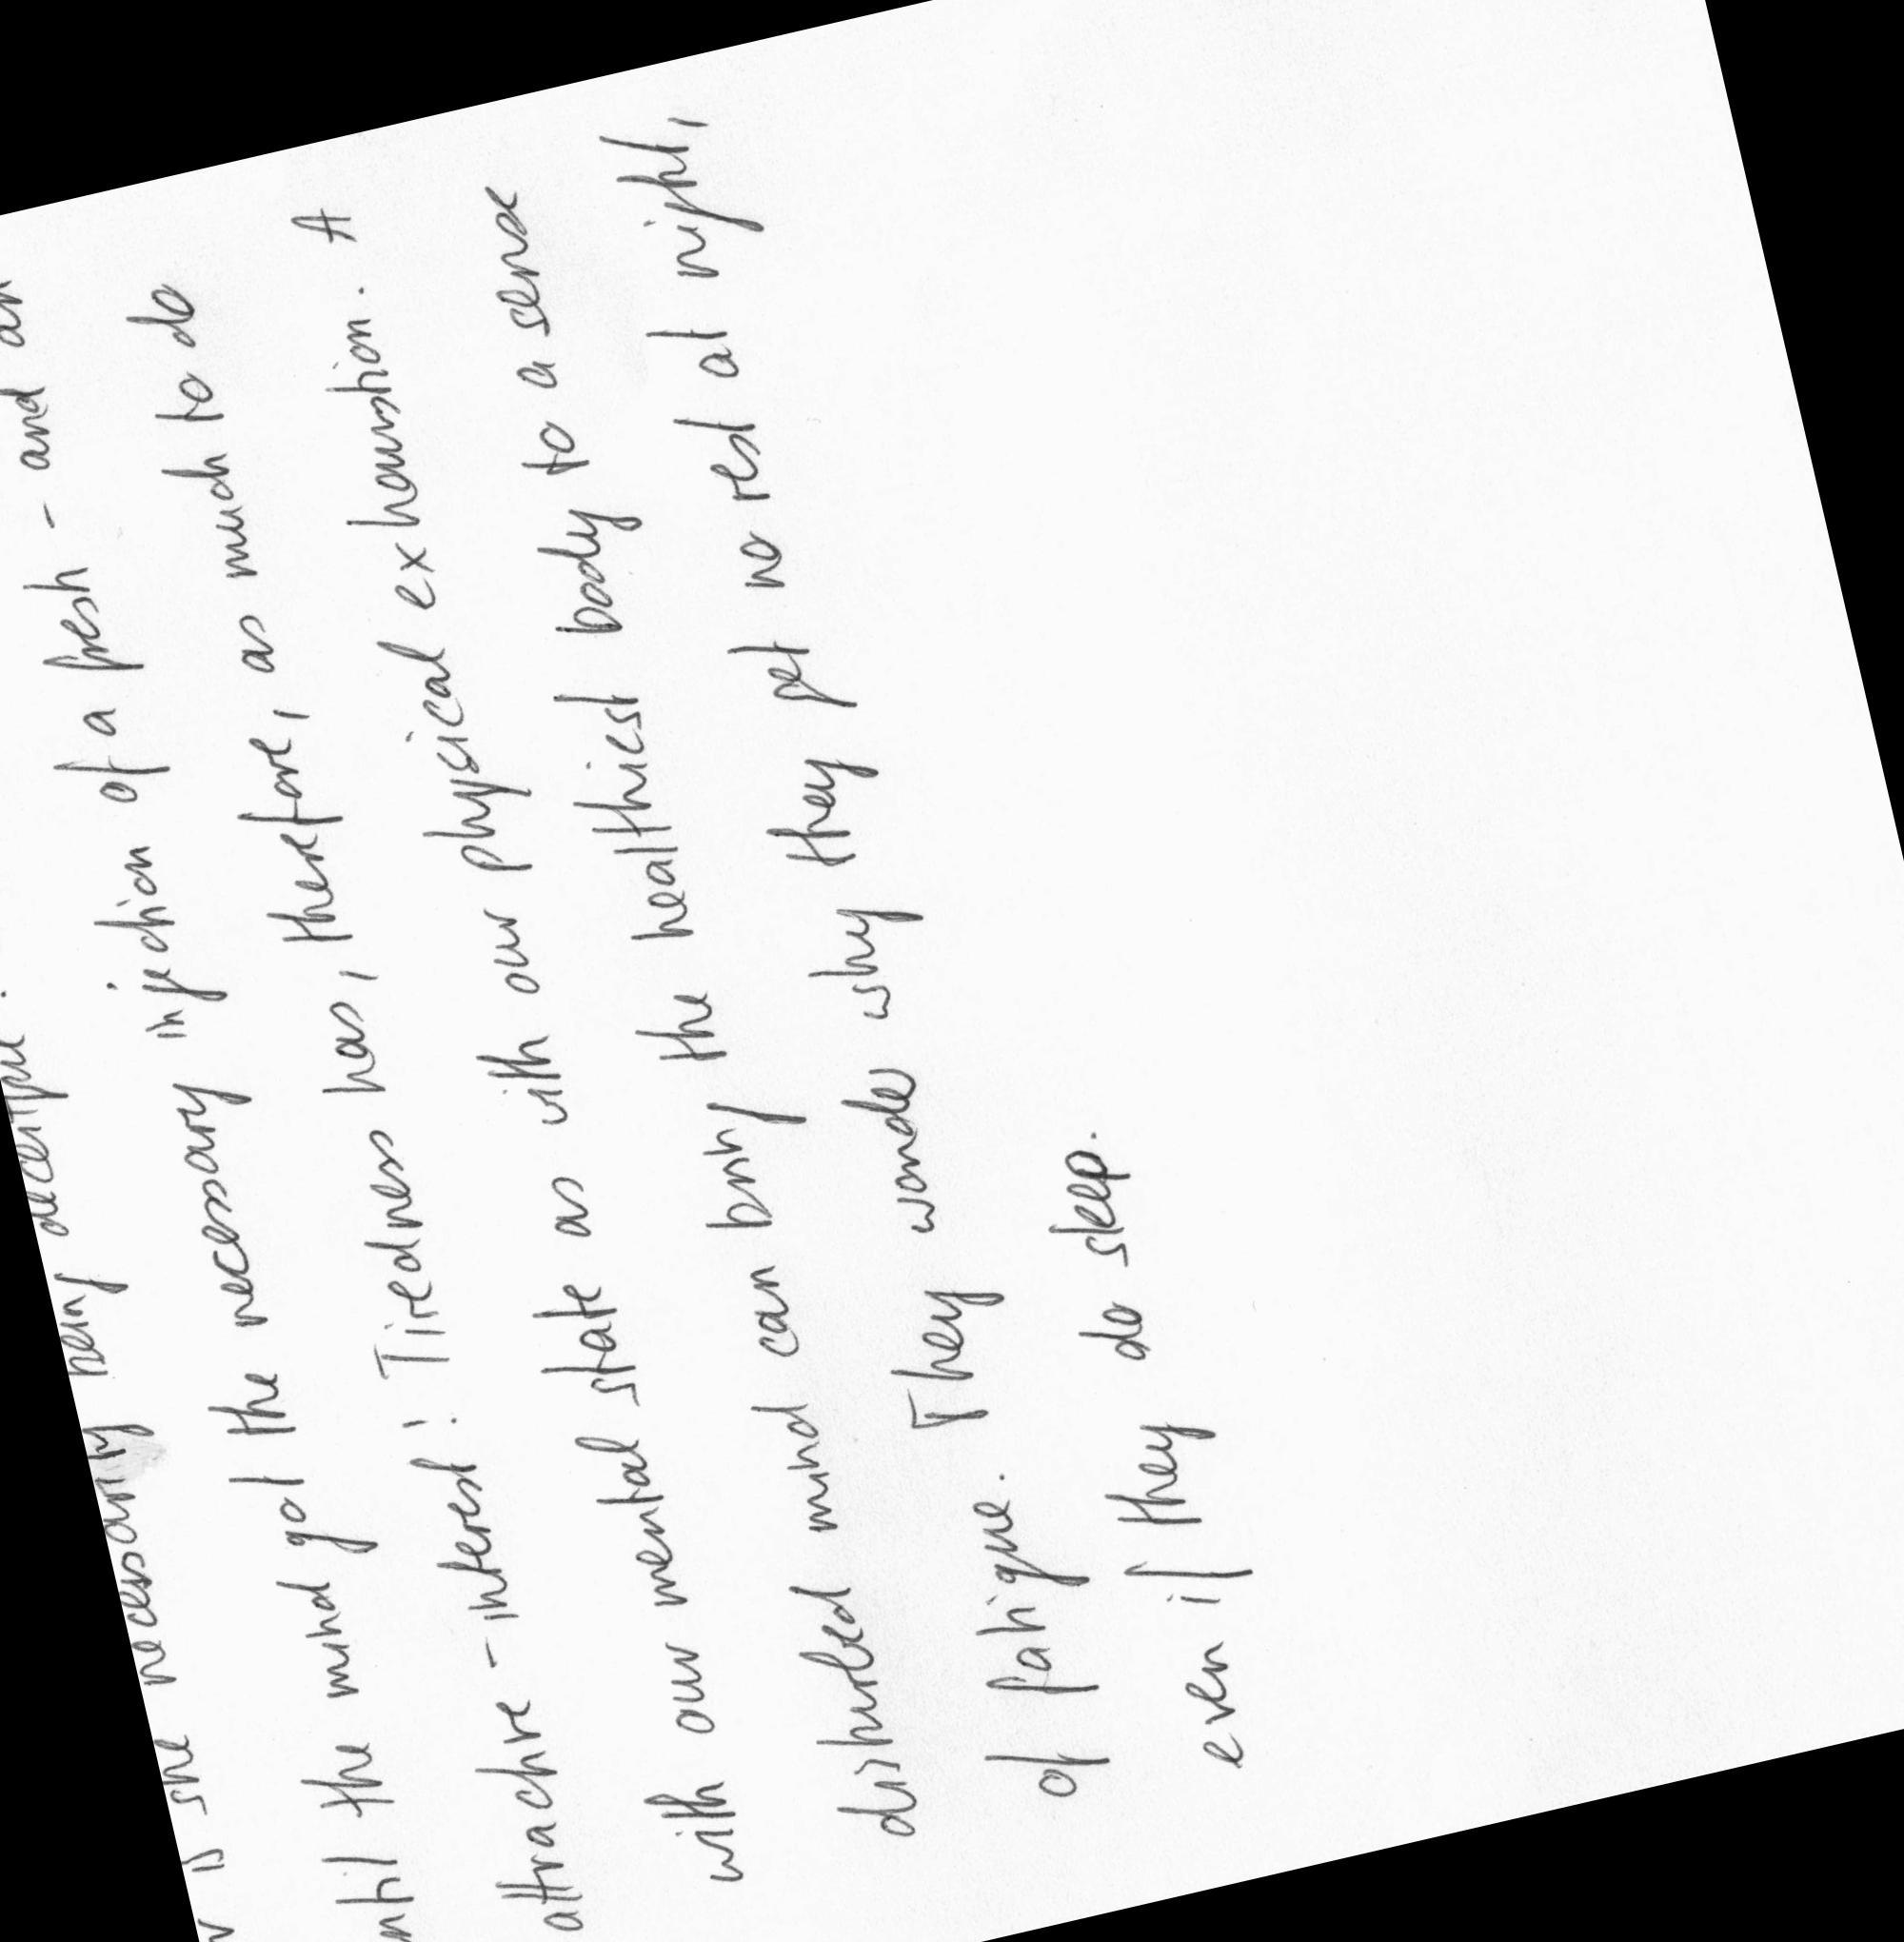 is she necessarily being deceitful.
ntil the mind got the necessary injection of a fresh - and an
attractive - interest! Tiredness has, therefore, as much to do
with our mental state as with our physical exhaustion. A
disturbed mind can bring the healthiest body to a sense
of fatigue. They wonder why they get no rest at night,
even if they do sleep.